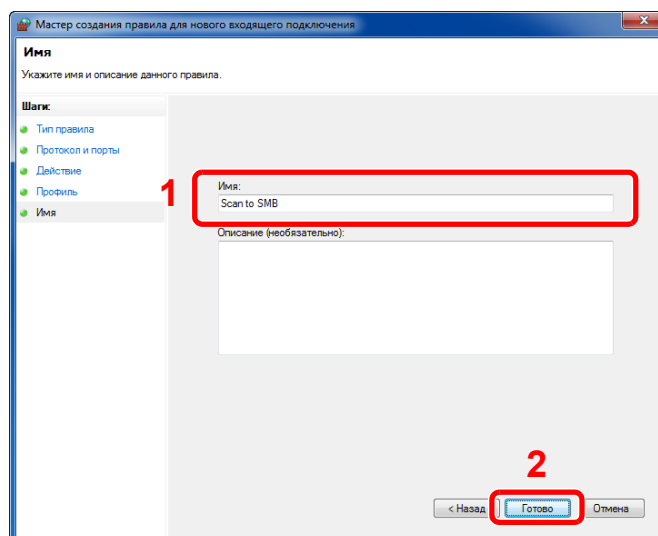 Мастер создания правила для нового входящего подключения
Имя
Укажите имя и описание данного правила.
Шаги:
Тип правила
Протокол и порты
Действие
Профиль
Имя
1
Имя:
Scan to SMB
Описание (необязательно):
2
< Назад
Готово
Отмена